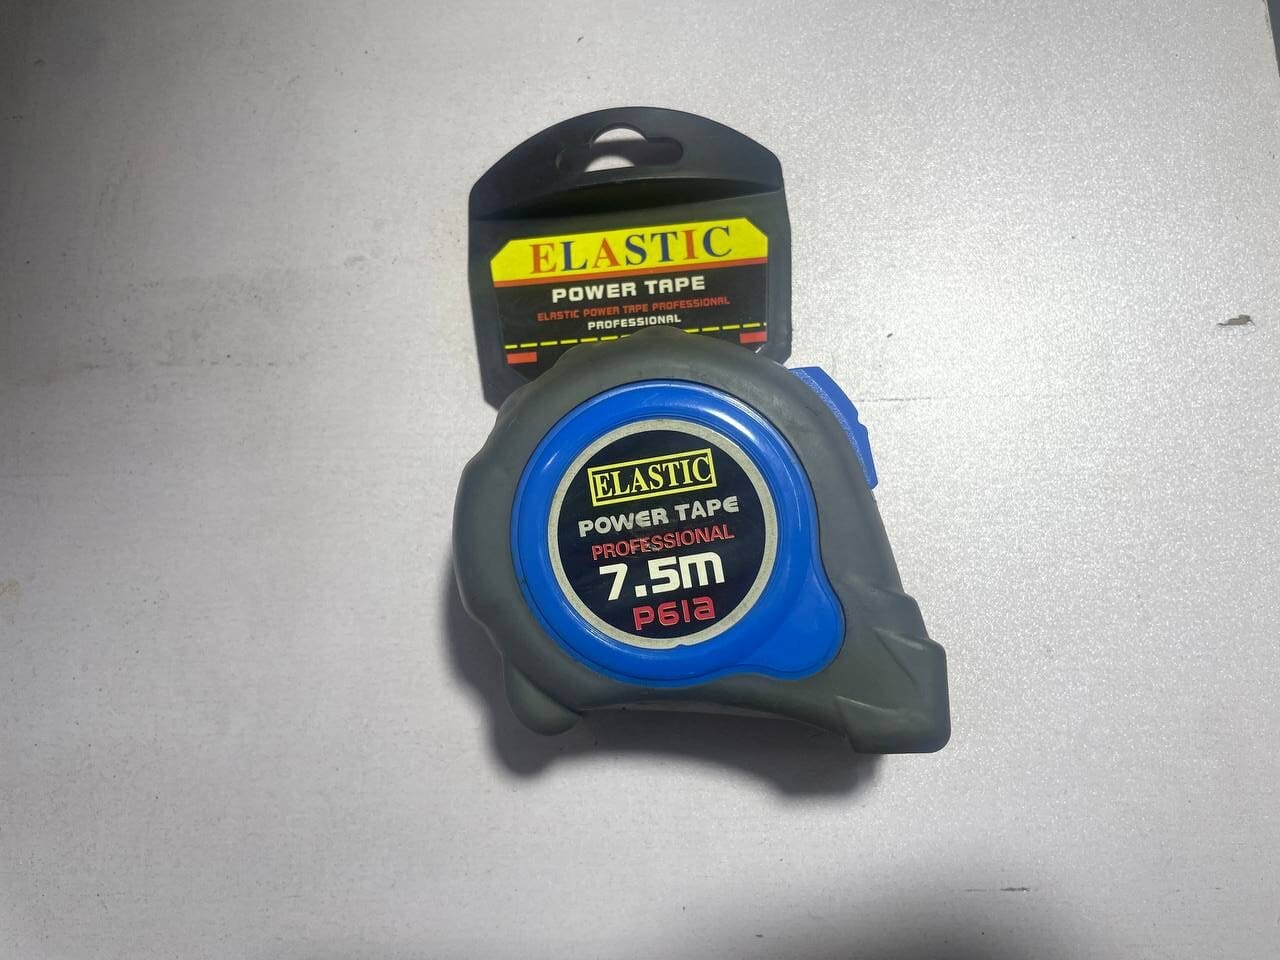 ELASTIC
POWER TAPE
ELASTIC POWER TAPE PROFESSIONAL
PROFESSIONAL
ELASTIC
POWER TAPE
PROFESSIONAL
7.5m
P61a